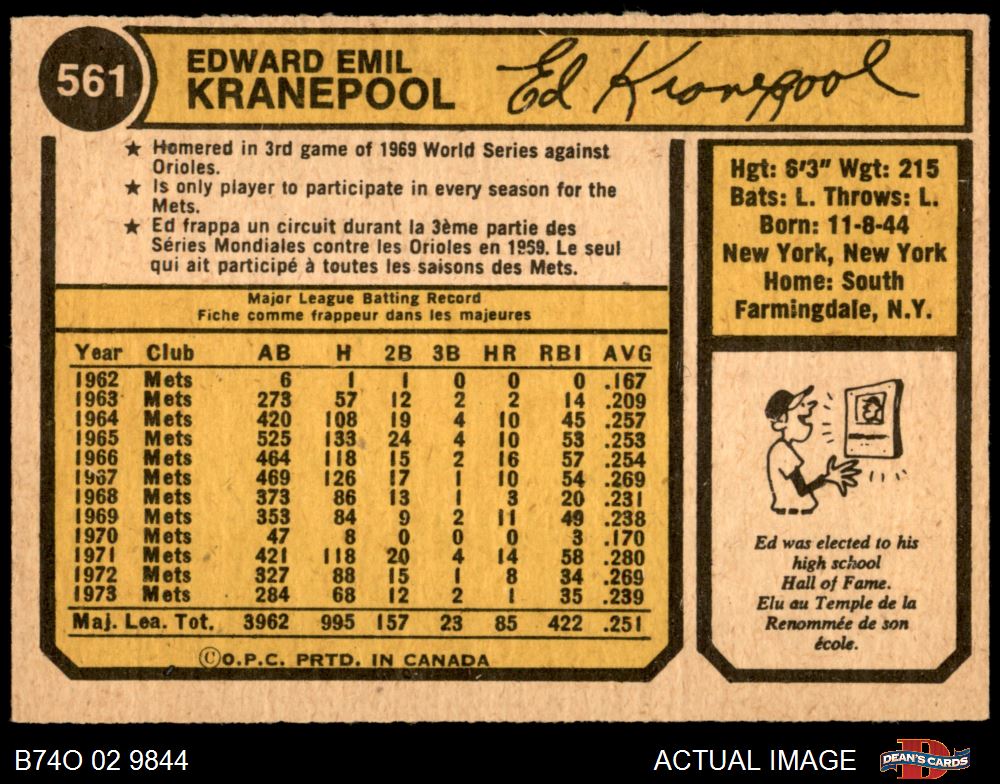 561
EDWARD EMIL
KRANEPOOL
Ed Kranepool
★ Homered in 3rd game of 1969 World Series against
Orioles.
★ Is only player to participate in every season for the
Mets.
★ Ed frappa un circuit durant la 3ème partie des
Séries Mondiales contre les Orioles en 1969. Le seul
qui ait participé à toutes les saisons des Mets.
Major League Batting Record
Fiche comme frappeur dans les majeures
Year Club AB H 2B 3B HR RBI AVG
1962 Mets 6 1 1 0 0 0 .167
1963 Mets 273 57 12 2 2 14 .209
1964 Mets 420 108 19 4 10 45 .257
1965 Mets 525 133 24 4 10 53 .253
1966 Mets 464 118 15 2 16 57 .254
1967 Mets 469 126 17 1 10 54 .269
1968 Mets 373 86 13 1 3 20 .231
1969 Mets 353 84 9 2 11 49 .238
1970 Mets 47 8 0 0 0 3 .170
1971 Mets 421 118 20 4 14 58 .280
1972 Mets 327 88 15 1 8 34 .269
1973 Mets 284 68 12 2 1 35 .239
Maj. Lea. Tot. 3962 995 157 23 85 422 .251
©O.P.C. PRTD. IN CANADA
Hgt: 6'3" Wgt: 215
Bats: L. Throws: L.
Born: 11-8-44
New York, New York
Home: South
Farmingdale, N.Y.
Ed was elected to his
high school
Hall of Fame.
Elu au Temple de la
Renommée de son
école.
B74O 02 9844
ACTUAL IMAGE
DEAN'S CARDS